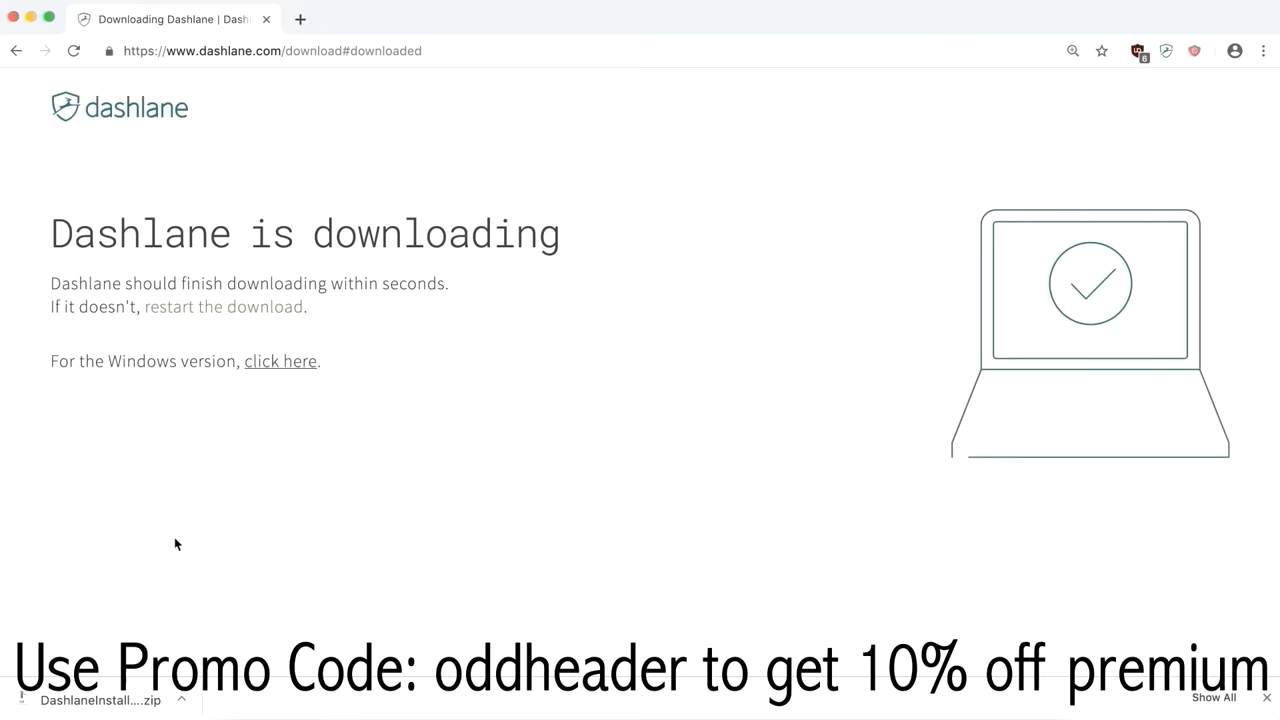 Downloading Dashlane | Dash
https://www.dashlane.com/download#downloaded
6
dashlane
Dashlane is downloading
Dashlane should finish downloading within seconds.
If it doesn't, restart the download.
For the Windows version, click here.
Use Promo Code: oddheader to get 10% off premium
DashlaneInstall....zip
Show All